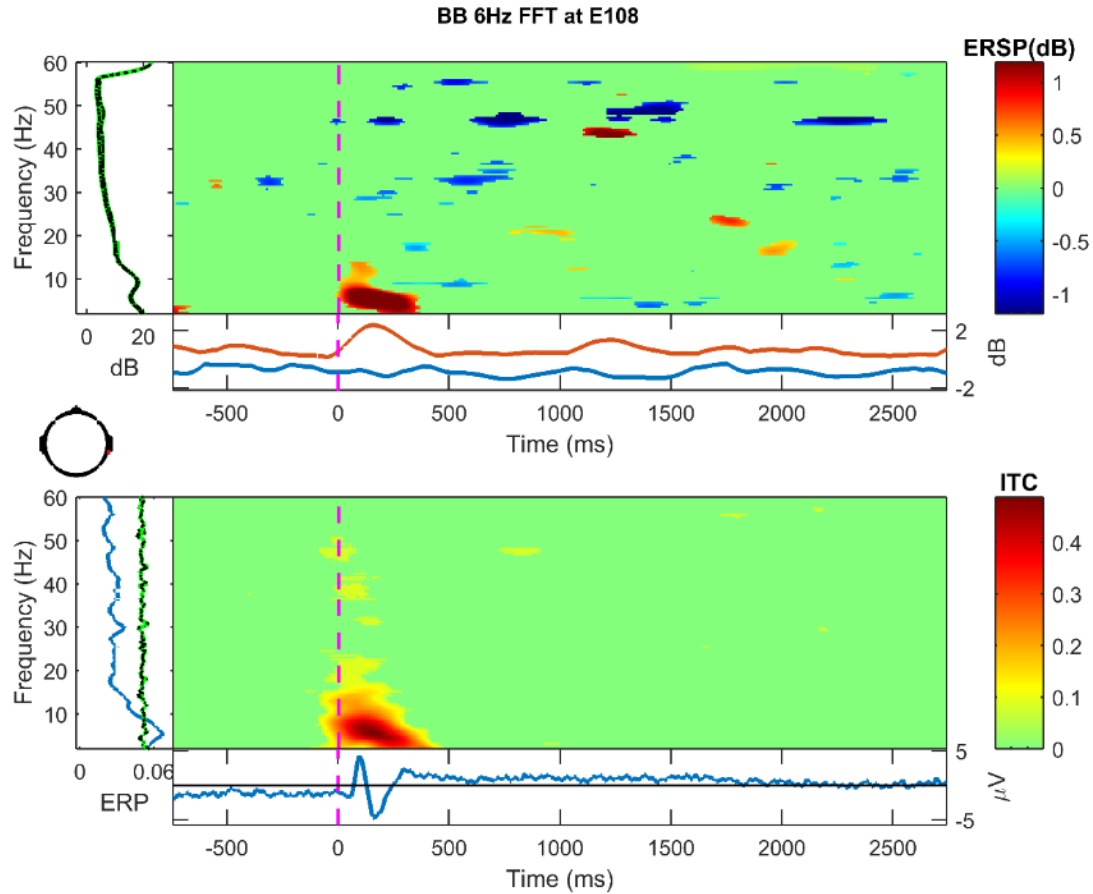 BB 6Hz FFT at E108
ERSP(dB)
60
50
40
30
20
10
Frequency (Hz)
1
0.5
0
-0.5
-1
0 20
dB
2
-2
dB
-500 0 500 1000 1500 2000 2500
Time (ms)
ITC
60
50
40
30
20
10
Frequency (Hz)
0.4
0.3
0.2
0.1
0
0 0.06
ERP
5
-5
μV
-500 0 500 1000 1500 2000 2500
Time (ms)